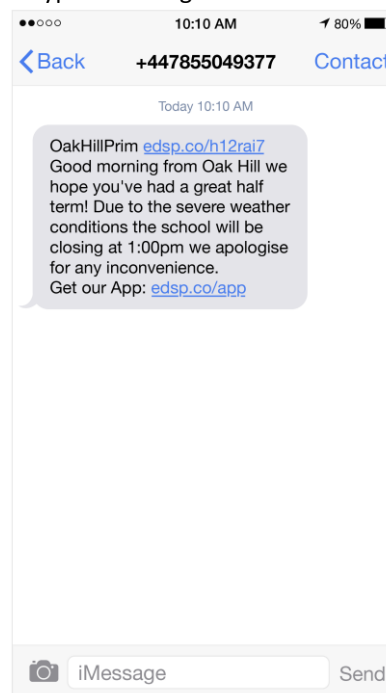 10:10 AM
80%
Back
+447855049377
Contact
Today 10:10 AM
OakHillPrim edsp.co/h12rai7
Good morning from Oak Hill we
hope you've had a great half
term! Due to the severe weather
conditions the school will be
closing at 1:00pm we apologise
for any inconvenience.
Get our App: edsp.co/app
iMessage
Send